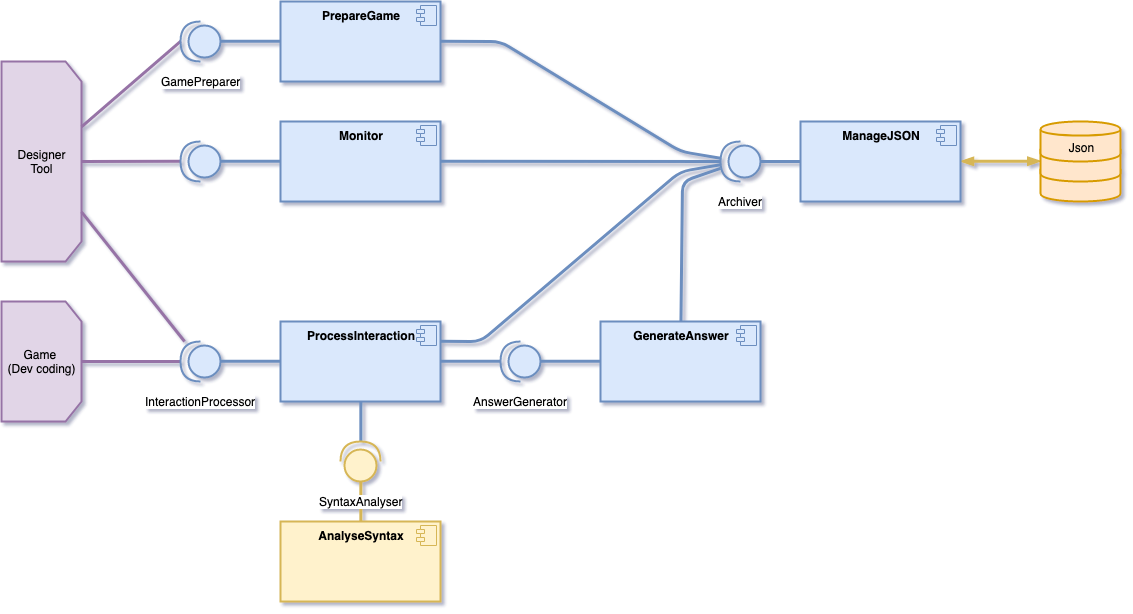 PrepareGame
GamePreparer
Designer
Tool
Monitor
ManageJSON
Json
Archiver
Game
(Dev coding)
InteractionProcessor
ProcessInteraction
AnswerGenerator
GenerateAnswer
SyntaxAnalyser
AnalyseSyntax